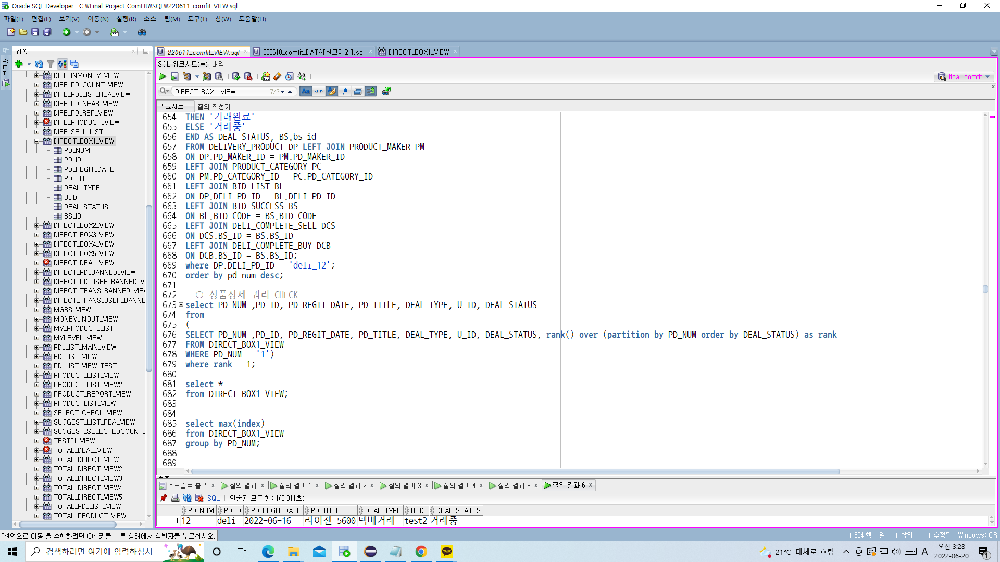 Oracle SQL Developer : C:₩Final_Project_ComFIt₩SQL₩220611_comfit_VIEW.sql
파일(F) 편집(E) 보기(V) 이동(N) 실행(R) 소스 팀(M) 도구(T) 창(W) 도움말(H)
접속
220611_comfit_VIEW.sql
220610_comfit_DATA[신고제외].sql
DIRECT_BOX1_VIEW
보고서
SQL 워크시트(W) 내역
final_comfit
DIRECT_BOX1_VIEW 7/7
Aa
워크시트 질의 작성기
DIRE_INMONEY_VIEW
DIRE_PD_COUNT_VIEW
DIRE_PD_LIST_REALVIEW
DIRE_PD_NEAR_VIEW
DIRE_PD_REP_VIEW
DIRE_PRODUCT_VIEW
DIRE_SELL_LIST
DIRECT_BOX1_VIEW
PD_NUM
PD_ID
PD_REGIT_DATE
PD_TITLE
DEAL_TYPE
U_ID
DEAL_STATUS
BS_ID
DIRECT_BOX2_VIEW
DIRECT_BOX3_VIEW
DIRECT_BOX4_VIEW
DIRECT_BOX5_VIEW
DIRECT_DEAL_VIEW
DIRECT_PD_BANNED_VIEW
DIRECT_PD_USER_BANNED_V
DIRECT_TRANS_BANNED_VIE
DIRECT_TRANS_USER_BANNE
MGRS_VIEW
MONEY_INOUT_VIEW
MY_PRODUCT_LIST
MYLEVEL_VIEW
PD_LIST_MAIN_VIEW
PD_LIST_VIEW
PD_LIST_VIEW_TEST
PRODUCT_LIST_VIEW
PRODUCT_LIST_VIEW2
PRODUCT_REPORT_VIEW
PRODUCTLIST_VIEW
SELECT_CHECK_VIEW
SUGGEST_LIST_REALVIEW
SUGGEST_SELECTEDCOUNT_
TEST01_VIEW
TOTAL_DEAL_VIEW
TOTAL_DIRECT_VIEW
TOTAL_DIRECT_VIEW2
TOTAL_DIRECT_VIEW3
TOTAL_DIRECT_VIEW4
TOTAL_DIRECT_VIEW5
TOTAL_PD_LIST_VIEW
TOTAL_PRODUCT_VIEW
654 THEN '거래완료'
655 ELSE '거래중'
656 END AS DEAL_STATUS, BS.bs_id
657 FROM DELIVERY_PRODUCT DP LEFT JOIN PRODUCT_MAKER PM
658 ON DP.PD_MAKER_ID = PM.PD_MAKER_ID
659 LEFT JOIN PRODUCT_CATEGORY PC
660 ON PM.PD_CATEGORY_ID = PC.PD_CATEGORY_ID
661 LEFT JOIN BID_LIST BL
662 ON DP.DELI_PD_ID = BL.DELI_PD_ID
663 LEFT JOIN BID_SUCCESS BS
664 ON BL.BID_CODE = BS.BID_CODE
665 LEFT JOIN DELI_COMPLETE_SELL DCS
666 ON DCS.BS_ID = BS.BS_ID
667 LEFT JOIN DELI_COMPLETE_BUY DCB
668 ON DCB.BS_ID = BS.BS_ID;
669 where DP.DELI_PD_ID = 'deli_12';
670 order by pd_num desc;
671
672 --○ 상품상세 쿼리 CHECK
673 select PD_NUM ,PD_ID, PD_REGIT_DATE, PD_TITLE, DEAL_TYPE, U_ID, DEAL_STATUS
674 from
675 (
676 SELECT PD_NUM ,PD_ID, PD_REGIT_DATE, PD_TITLE, DEAL_TYPE, U_ID, DEAL_STATUS, rank() over (partition by PD_NUM order by DEAL_STATUS) as rank
677 FROM DIRECT_BOX1_VIEW
678 WHERE PD_NUM = '1')
679 where rank = 1;
680
681 select *
682 from DIRECT_BOX1_VIEW;
683
684
685 select max(index)
686 from DIRECT_BOX1_VIEW
687 group by PD_NUM;
688
689
스크립트 출력 x 질의 결과 x 질의 결과 1 x 질의 결과 2 x 질의 결과 3 x 질의 결과 4 x 질의 결과 5 x 질의 결과 6 x
SQL 인출된 모든 행: 1(0,011초)
PD_NUM PD_ID PD_REGIT_DATE PD_TITLE DEAL_TYPE U_ID DEAL_STATUS
1 12 deli 2022-06-16 라이젠 5600 택배거래 test2 거래중
"선언으로 이동"을 수행하려면 Ctrl 키를 누른 상태에서 식별자를 누르십시오.
694 행 1 열 삽입 수정됨 Windows: CR
검색하려면 여기에 입력하십시
TALK
21°C 대체로 흐림
A
오전 3:28
2022-06-20
1